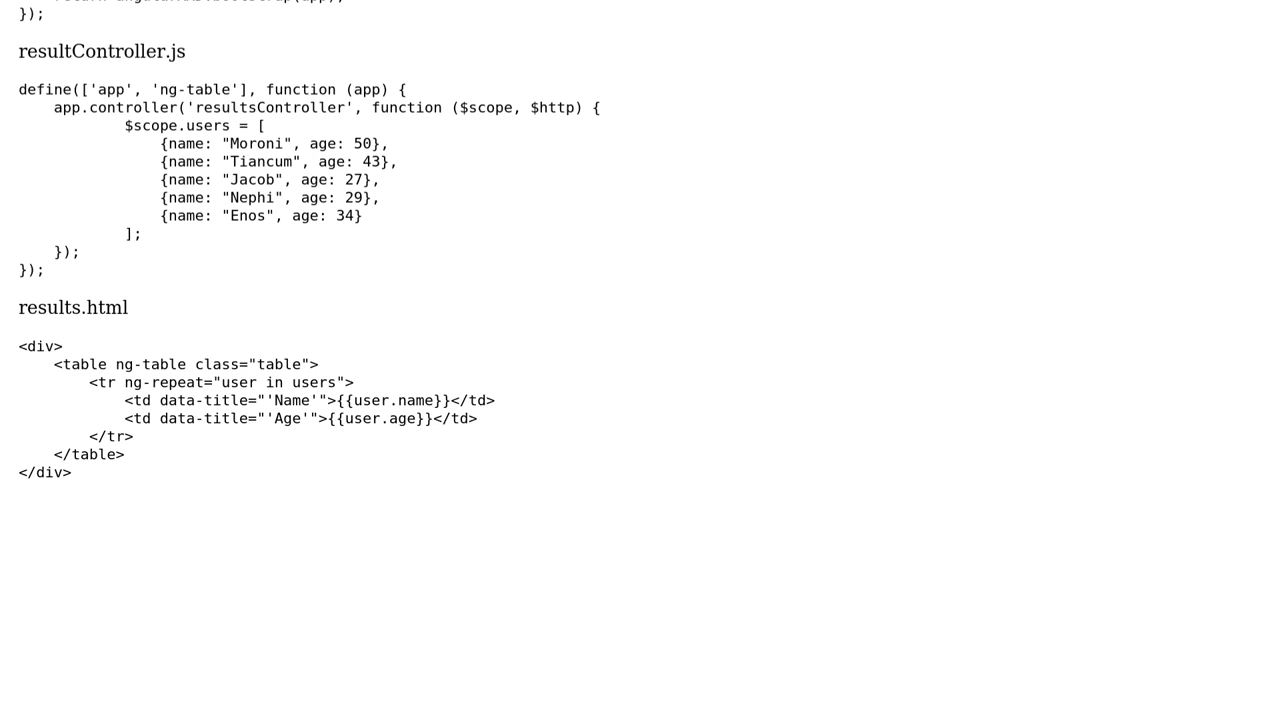 });
resultController.js
define(['app', 'ng-table'], function (app) {
    app.controller('resultsController', function ($scope, $http) {
            $scope.users = [
                {name: "Moroni", age: 50},
                {name: "Tiancum", age: 43},
                {name: "Jacob", age: 27},
                {name: "Nephi", age: 29},
                {name: "Enos", age: 34}
            ];
    });
});
results.html
<div>
    <table ng-table class="table">
        <tr ng-repeat="user in users">
            <td data-title="'Name'">{{user.name}}</td>
            <td data-title="'Age'">{{user.age}}</td>
        </tr>
    </table>
</div>